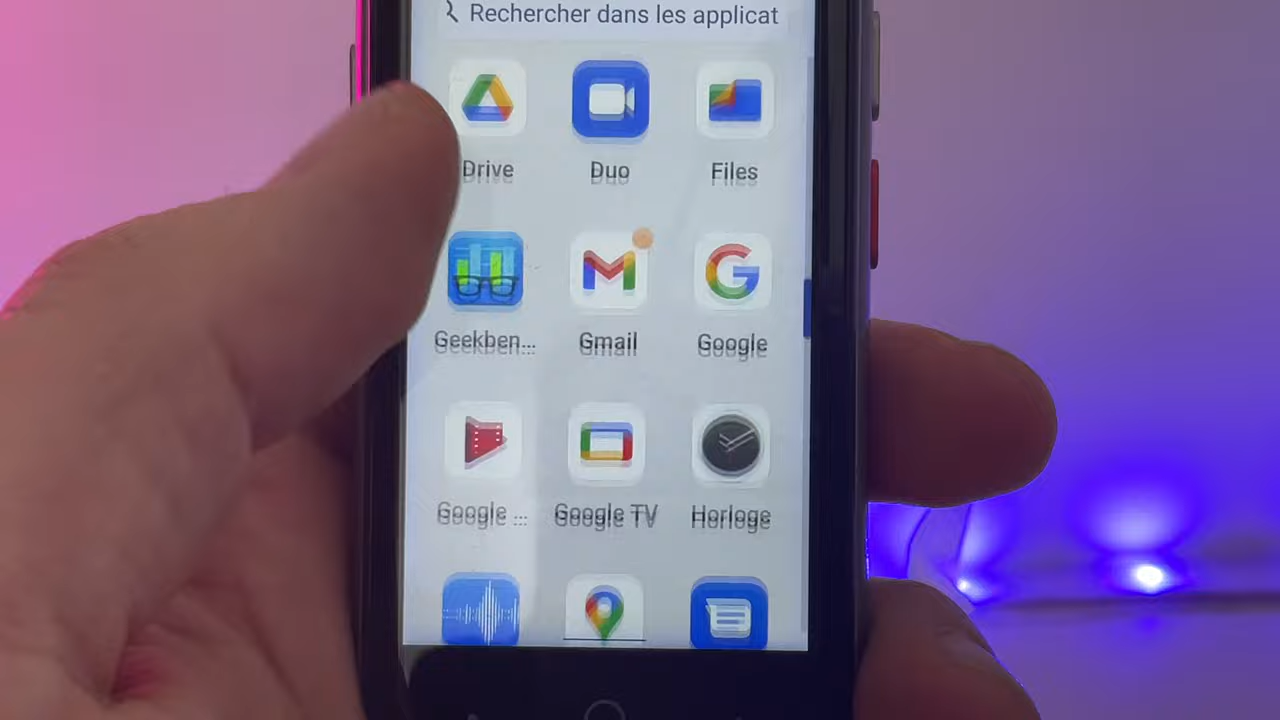 Rechercher dans les applicat
Drive Duo Files
Geekben... Gmail Google
Google ... Google TV Horloge